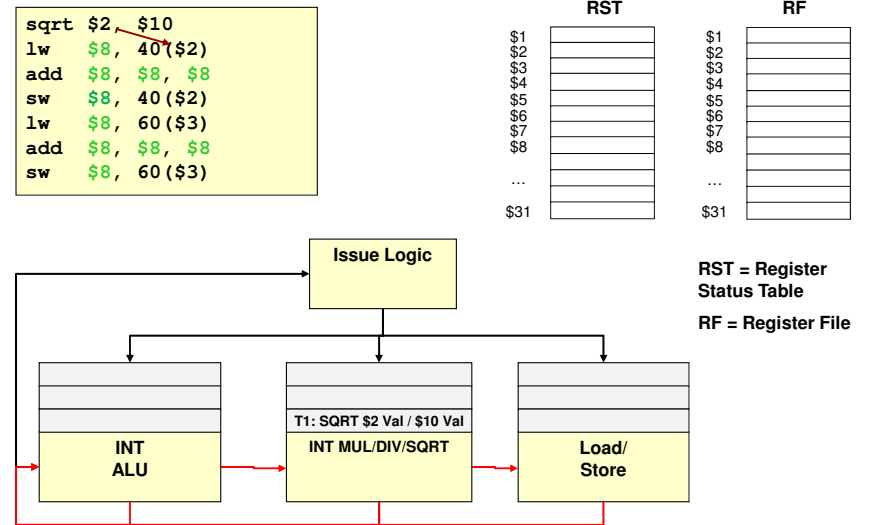 sqrt $2, $10
lw $8, 40($2)
add $8, $8, $8
sw $8, 40($2)
lw $8, 60($3)
add $8, $8, $8
sw $8, 60($3)
RST
$1
$2
$3
$4
$5
$6
$7
$8
...
$31
RF
$1
$2
$3
$4
$5
$6
$7
$8
...
$31
Issue Logic
RST = Register
Status Table
RF = Register File
T1: SQRT $2 Val / $10 Val
INT
ALU
INT MUL/DIV/SQRT
Load/
Store